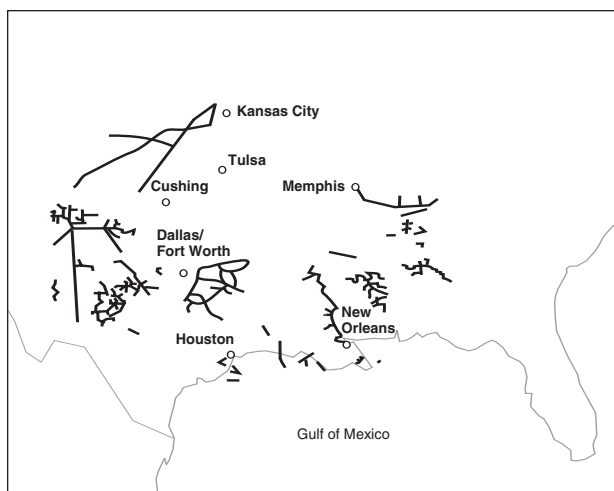 Kansas City
Tulsa
Cushing
Memphis
Dallas/
Fort Worth
New
Orleans
Houston
Gulf of Mexico